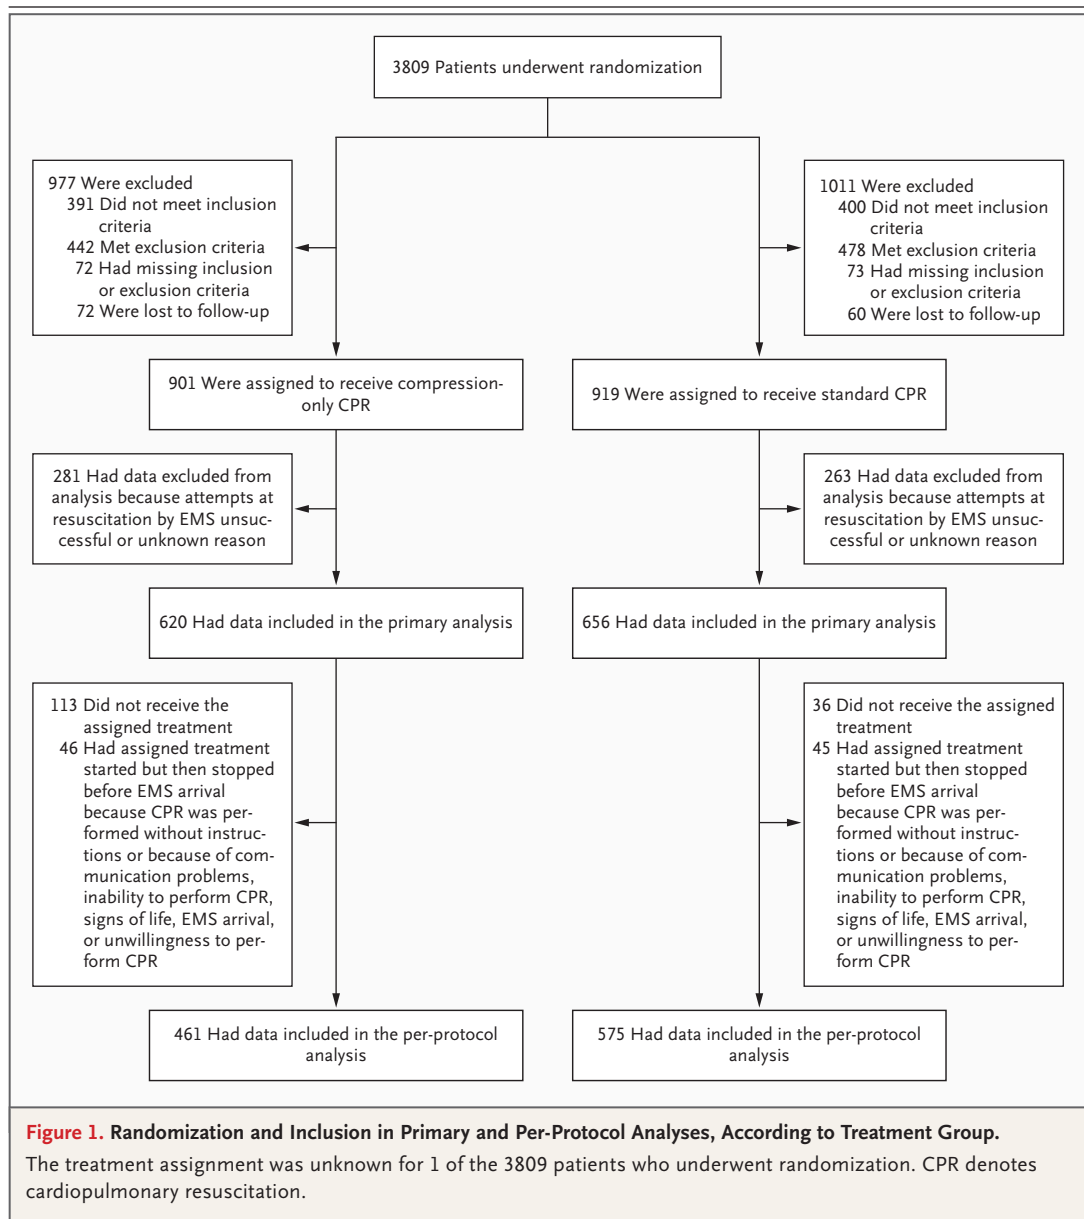 3809 Patients underwent randomization
977 Were excluded
391 Did not meet inclusion
criteria
442 Met exclusion criteria
72 Had missing inclusion
or exclusion criteria
72 Were lost to follow-up
1011 Were excluded
400 Did not meet inclusion
criteria
478 Met exclusion criteria
73 Had missing inclusion
or exclusion criteria
60 Were lost to follow-up
901 Were assigned to receive compression-
only CPR
919 Were assigned to receive standard CPR
281 Had data excluded from
analysis because attempts at
resuscitation by EMS unsuc-
cessful or unknown reason
263 Had data excluded from
analysis because attempts at
resuscitation by EMS unsuc-
cessful or unknown reason
620 Had data included in the primary analysis
656 Had data included in the primary analysis
113 Did not receive the
assigned treatment
46 Had assigned treatment
started but then stopped
before EMS arrival
because CPR was per-
formed without instruc-
tions or because of com-
munication problems,
inability to perform CPR,
signs of life, EMS arrival,
or unwillingness to per-
form CPR
36 Did not receive the assigned
treatment
45 Had assigned treatment
started but then stopped
before EMS arrival
because CPR was per-
formed without instruc-
tions or because of com-
munication problems,
inability to perform CPR,
signs of life, EMS arrival,
or unwillingness to per-
form CPR
461 Had data included in the per-protocol
analysis
575 Had data included in the per-protocol
analysis
Figure 1. Randomization and Inclusion in Primary and Per-Protocol Analyses, According to Treatment Group.
The treatment assignment was unknown for 1 of the 3809 patients who underwent randomization. CPR denotes
cardiopulmonary resuscitation.